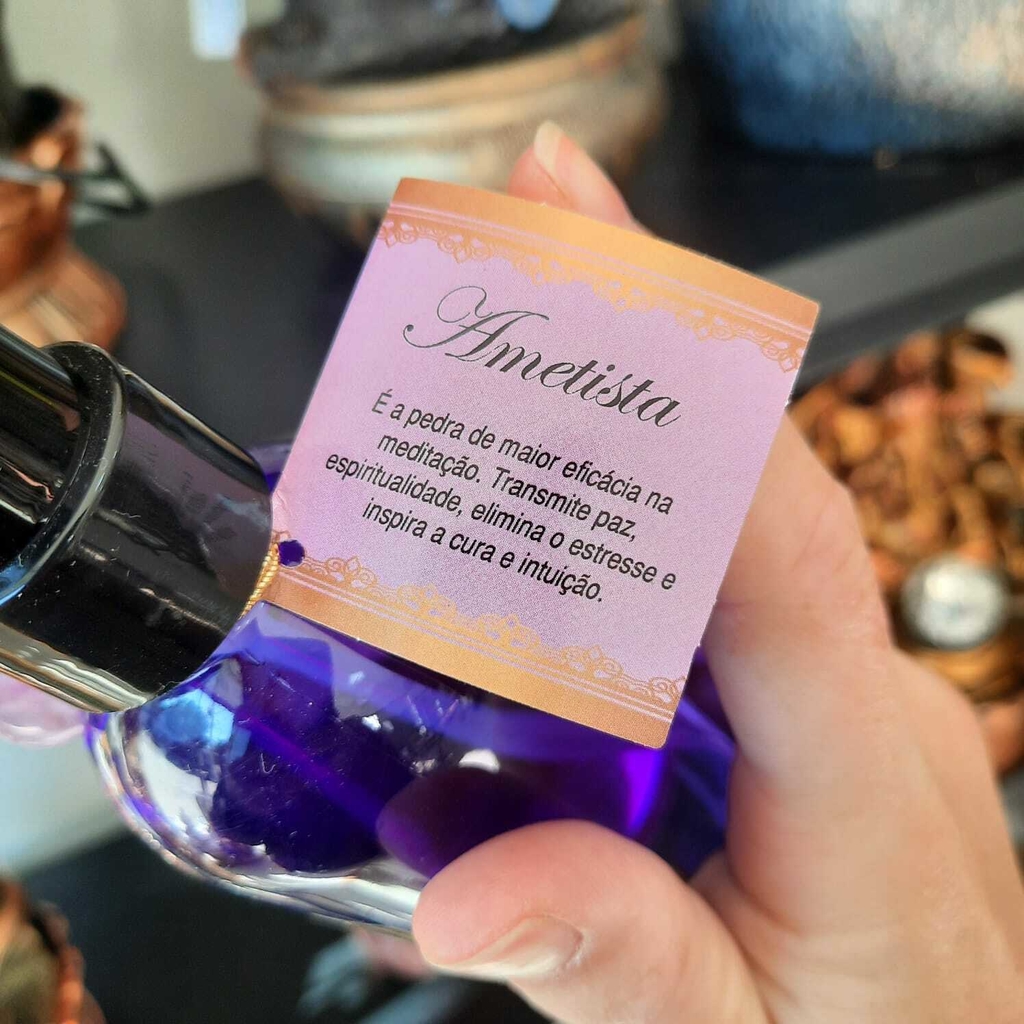 Ametista
É a pedra de maior eficácia na
meditação. Transmite paz,
espiritualidade, elimina o estresse e
inspira a cura e intuição.